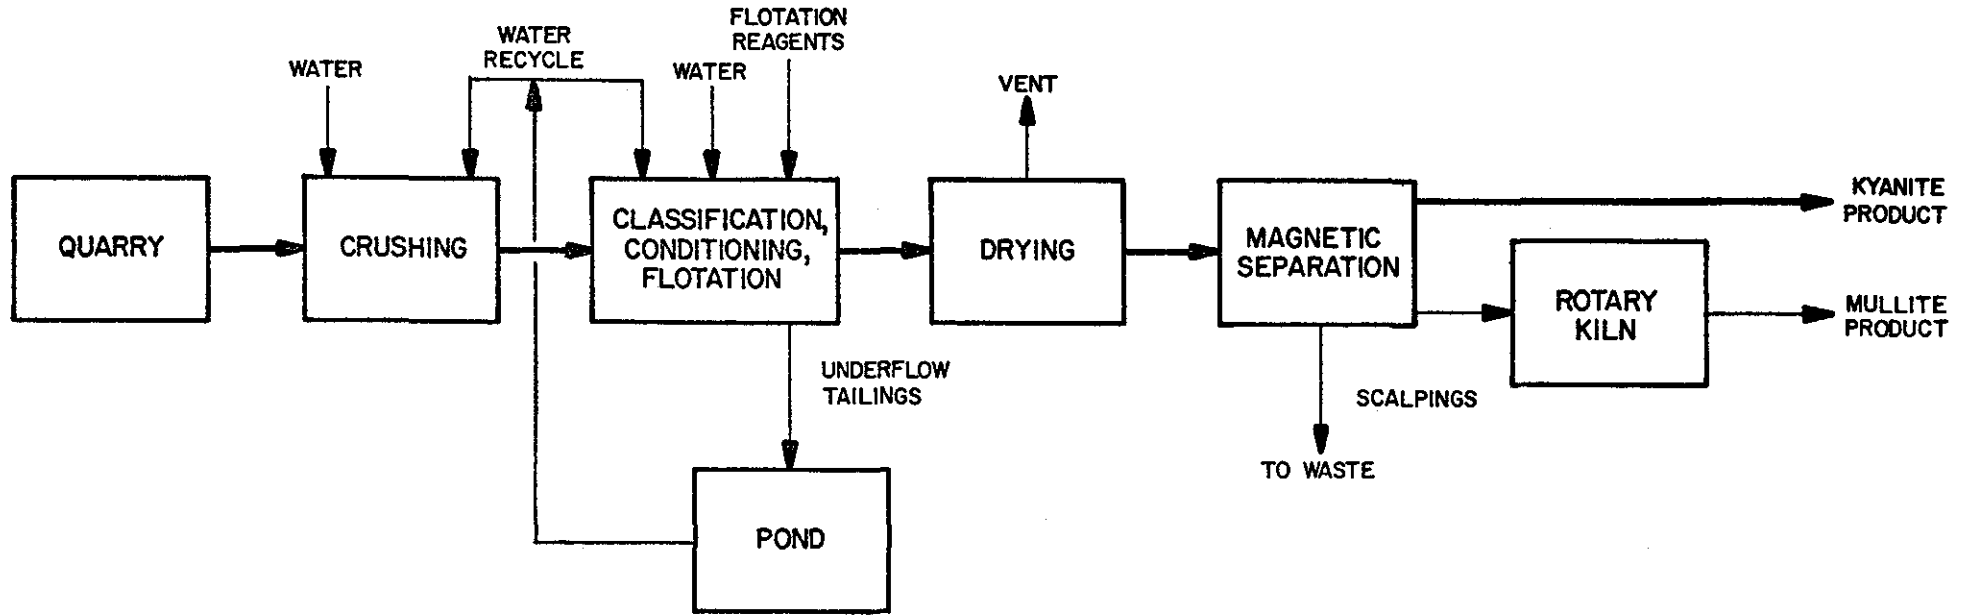 FLOTATION
REAGENTS
WATER
RECYCLE
WATER
WATER
VENT
QUARRY
CRUSHING
CLASSIFICATION,
CONDITIONING,
FLOTATION
DRYING
MAGNETIC
SEPARATION
KYANITE
PRODUCT
ROTARY
KILN
MULLITE
PRODUCT
UNDERFLOW
TAILINGS
SCALPINGS
TO WASTE
POND